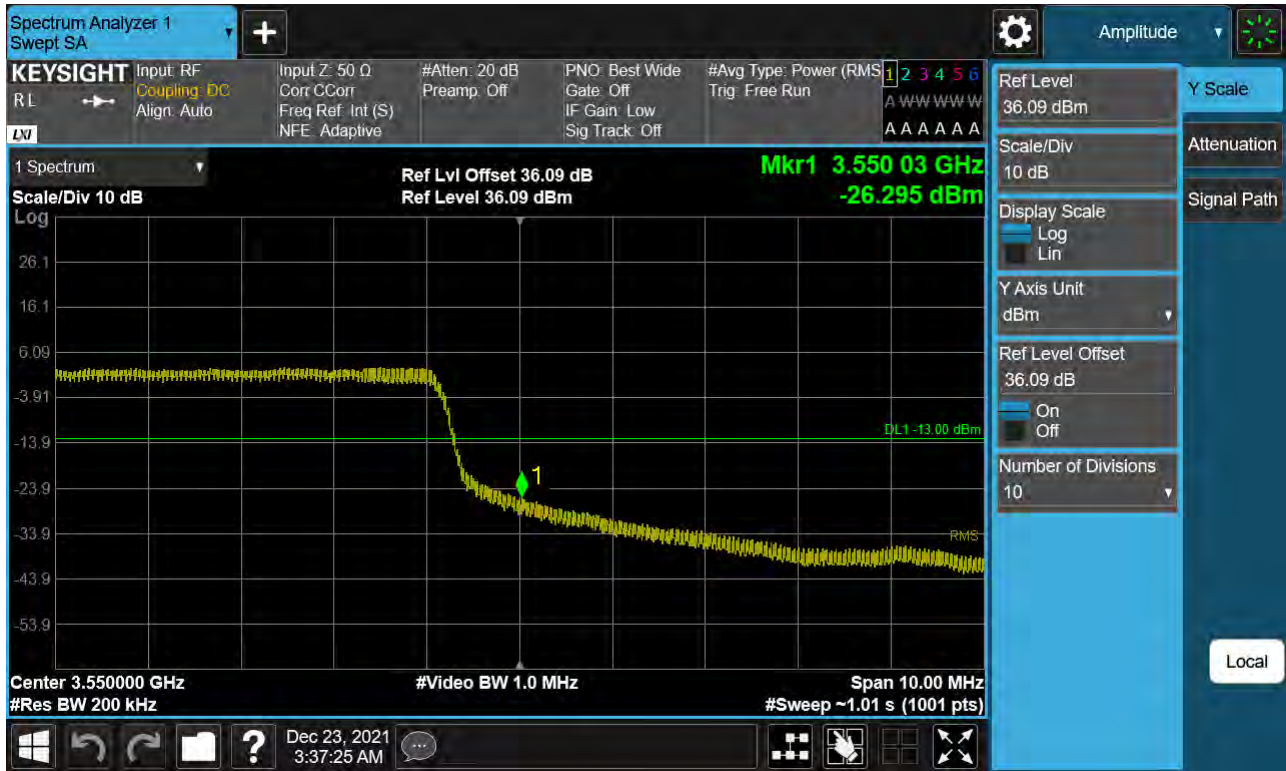 Spectrum Analyzer 1
Swept SA
Amplitude
KEYSIGHT
RL
LXI
Input: RF
Coupling: DC
Align: Auto
Input Z: 50 Ω
Corr CCorr
Freq Ref: Int (S)
NFE: Adaptive
#Atten: 20 dB
Preamp: Off
PNO: Best Wide
Gate: Off
IF Gain: Low
Sig Track: Off
#Avg Type: Power (RMS
Trig: Free Run
1 2 3 4 5 6
A W W W W W
A A A A A A
1 Spectrum
Scale/Div 10 dB
Ref Lvl Offset 36.09 dB
Ref Level 36.09 dBm
Mkr1 3.550 03 GHz
-26.295 dBm
Log
26.1
16.1
6.09
-3.91
-13.9
-23.9
-33.9
-43.9
-53.9
DL1 -13.00 dBm
1
RMS
Center 3.550000 GHz
#Res BW 200 kHz
#Video BW 1.0 MHz
Span 10.00 MHz
#Sweep ~1.01 s (1001 pts)
Ref Level
36.09 dBm
Scale/Div
10 dB
Display Scale
Log
Lin
Y Axis Unit
dBm
Ref Level Offset
36.09 dB
On
Off
Number of Divisions
10
Y Scale
Attenuation
Signal Path
Local
?
Dec 23, 2021
3:37:25 AM